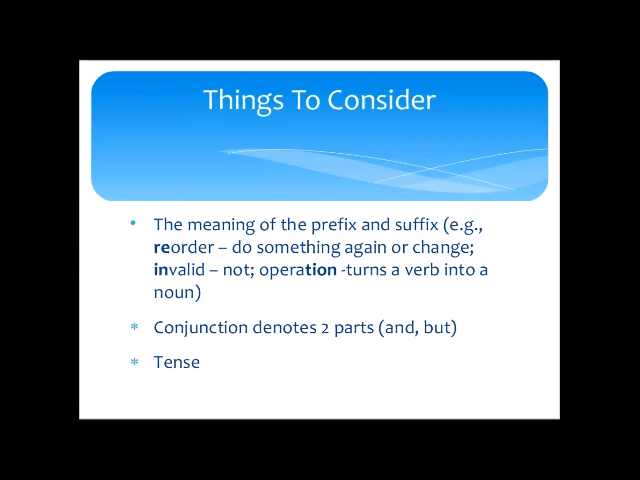 Things To Consider
• The meaning of the prefix and suffix (e.g.,
reorder – do something again or change;
invalid – not; operation -turns a verb into a
noun)
* Conjunction denotes 2 parts (and, but)
* Tense